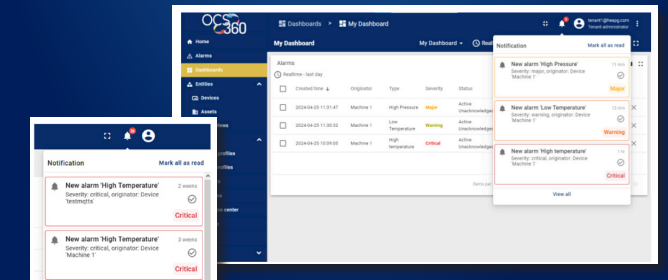 OCS
360
Home
Alarms
Dashboards
Entities
Devices
Assets
Dashboards > My Dashboard
tenant1@heepg.com
Tenant administrator
My Dashboard
My Dashboard
Alarms
Realtime - last day
Created time ↓ Originator Type Severity Status
2024-04-25 11:31:47 Machine 1 High Pressure Major Active
Unacknowledged
2024-04-25 11:30:32 Machine 1 Low
Temperature Warning Active
Unacknowledged
2024-04-25 10:09:05 Machine 1 High
temperature Critical Active
Unacknowledged
Notification Mark all as read
New alarm 'High Pressure'
Severity: major, originator: Device
'Machine 1'
Major
New alarm 'Low Temperature'
Severity: warning, originator: Device
'Machine 1'
Warning
New alarm 'High temperature'
Severity: critical, originator: Device
'Machine 1'
Critical
View all
Notification Mark all as read
New alarm 'High Temperature' 2 weeks
Severity: critical, originator: Device
'testmqtta'
Critical
New alarm 'High Temperature' 3 weeks
Severity: critical, originator: Device
'Machine 1'
Critical